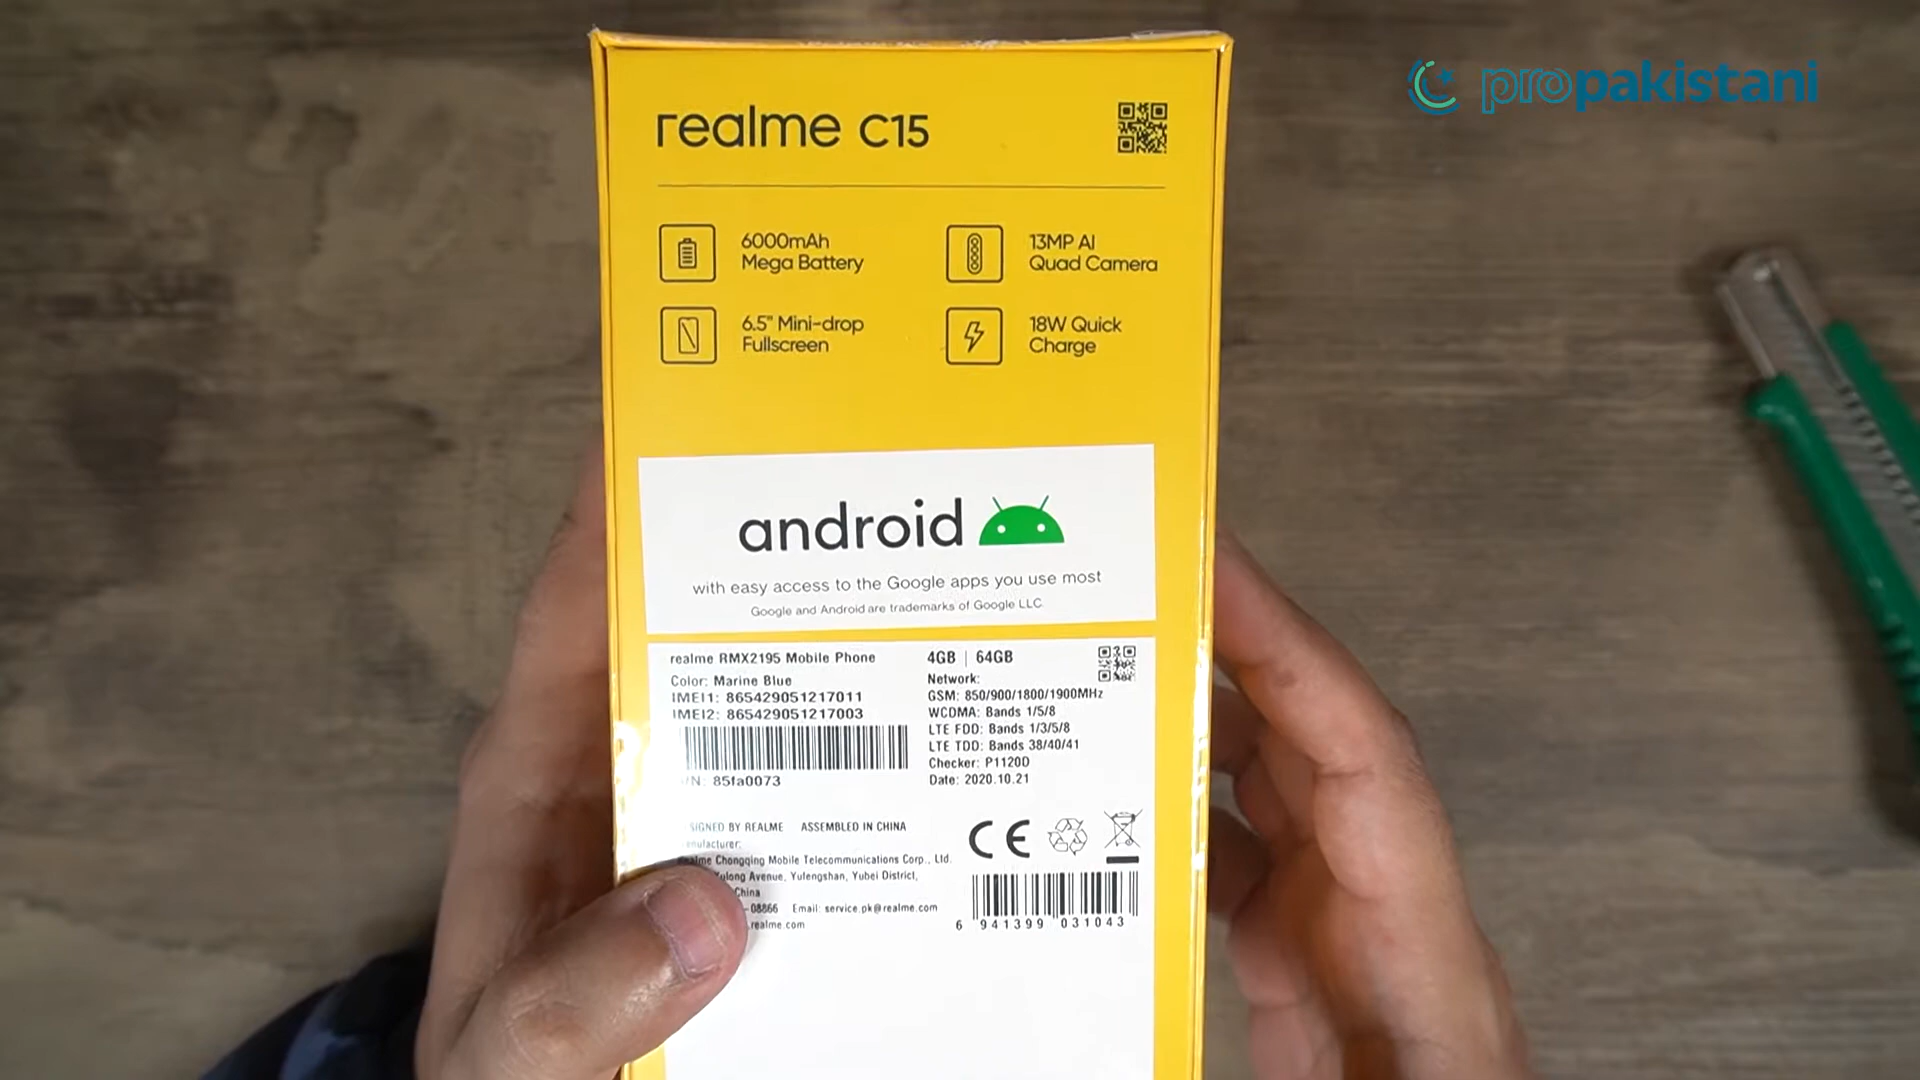 propakistani
realme C15
6000mAh
Mega Battery
13MP AI
Quad Camera
6.5" Mini-drop
Fullscreen
18W Quick
Charge
android
with easy access to the Google apps you use most
Google and Android are trademarks of Google LLC
realme RMX2195 Mobile Phone
Color: Marine Blue
IMEI1: 865429051217011
IMEI2: 865429051217003
/N: 85fa0073
4GB | 64GB
Network:
GSM: 850/900/1800/1900MHz
WCDMA: Bands 1/5/8
LTE FDD: Bands 1/3/5/8
LTE TDD: Bands 38/40/41
Checker: P1120D
Date: 2020.10.21
SIGNED BY REALME ASSEMBLED IN CHINA
CE
Realme Chongqing Mobile Telecommunications Corp., Ltd.
Yulong Avenue, Yufengshan, Yubei District,
China
-08866 Email: service.pk@realme.com
.realme.com
6 941399 031043